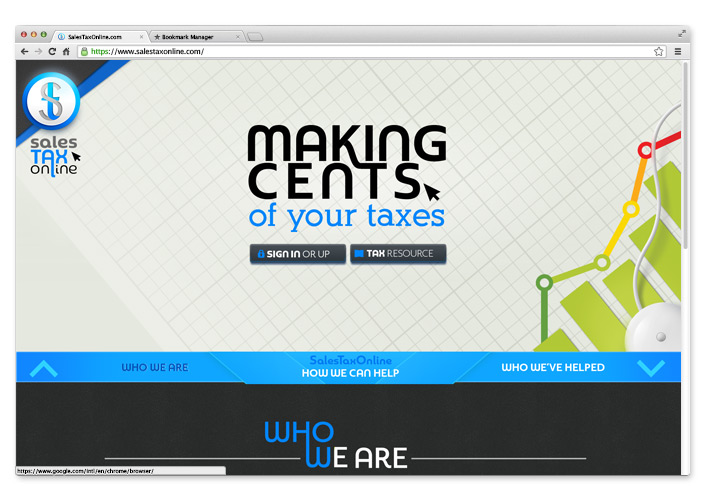 SalesTaxOnline.com
Bookmark Manager
https://www.salestaxonline.com/
sales
TAX
online
MAKING
CENTS
of your taxes
SIGN IN OR UP
TAX RESOURCE
WHO WE ARE
SalesTaxOnline
HOW WE CAN HELP
WHO WE'VE HELPED
WHO
WE ARE
https://www.google.com/intl/en/chrome/browser/